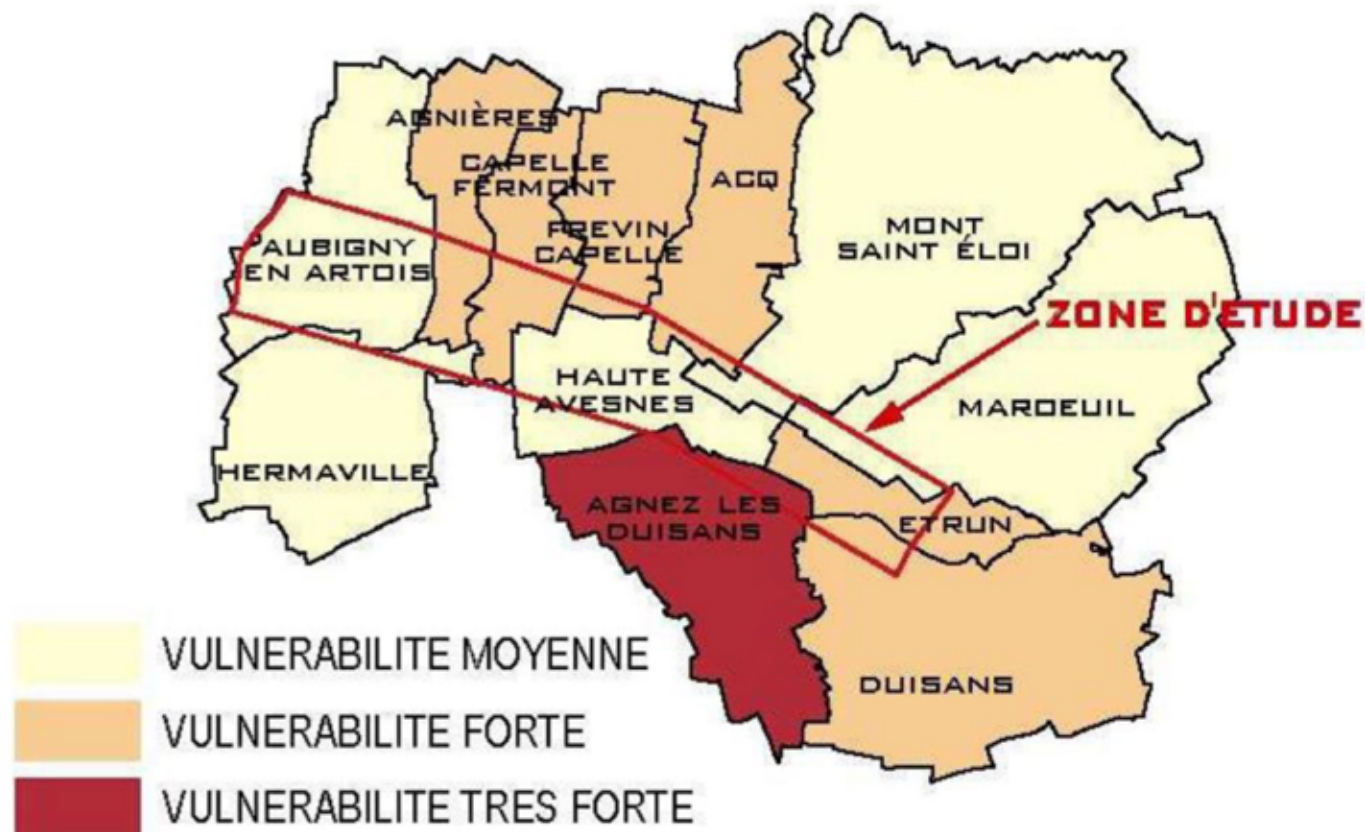 AGNIÈRES
CAPELLE
FERMONT
ACQ
FREVIN
CAPELLE
MONT
SAINT ÉLOI
AUBIGNY
EN ARTOIS
ZONE D'ETUDE
HAUTE
AVESNES
MAROEUIL
HERMAVILLE
AGNEZ LES
DUISANS
ETRUN
DUISANS
VULNERABILITE MOYENNE
VULNERABILITE FORTE
VULNERABILITE TRES FORTE